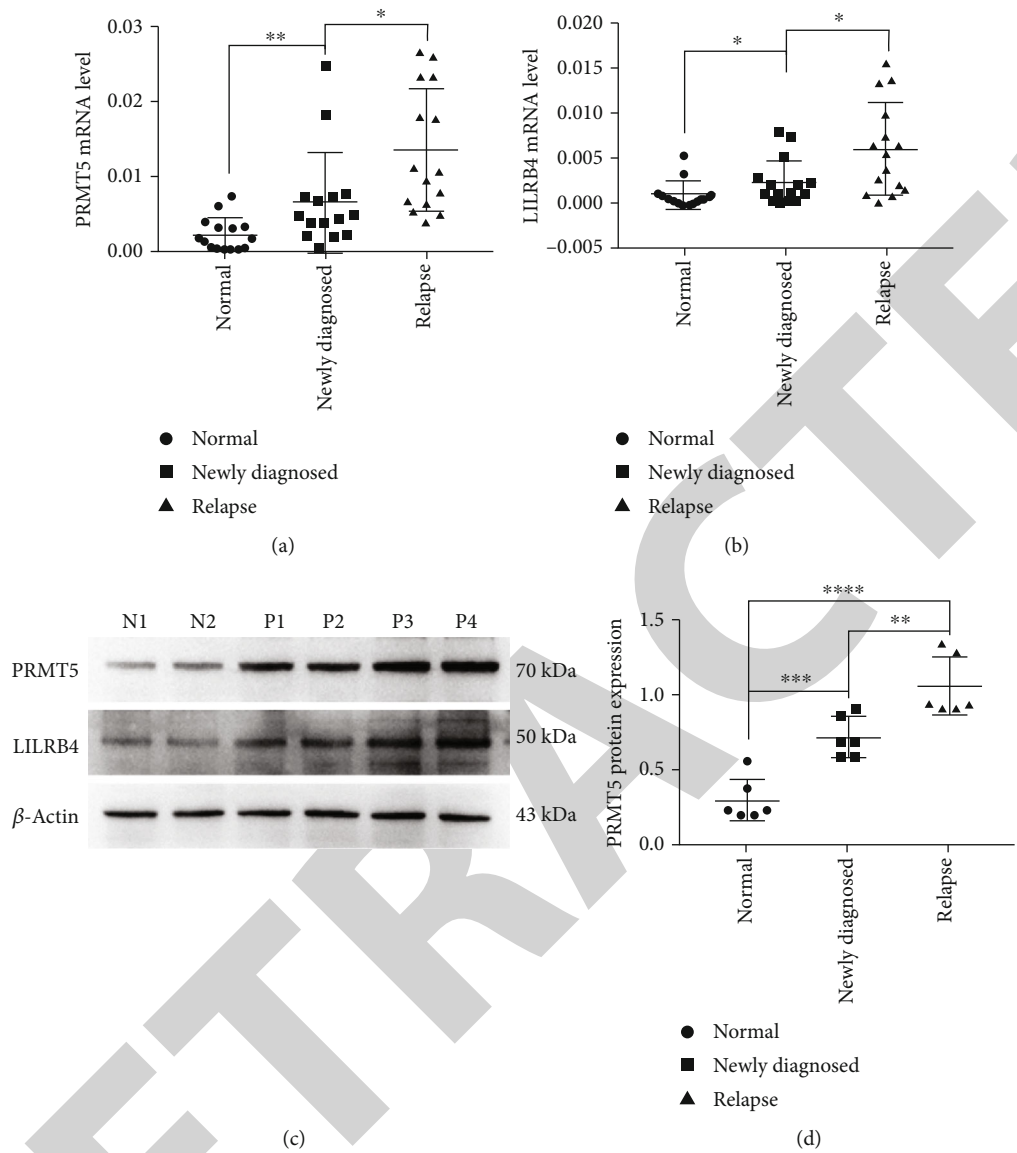 0.03
0.02
0.01
0.00
PRMT5 mRNA level
**
*
Normal
Newly diagnosed
Relapse
Normal
Newly diagnosed
Relapse
(a)
0.020
0.015
0.010
0.005
0.000
–0.005
LILRB4 mRNA level
*
*
Normal
Newly diagnosed
Relapse
Normal
Newly diagnosed
Relapse
(b)
N1 N2 P1 P2 P3 P4
PRMT5 70 kDa
LILRB4 50 kDa
β-Actin 43 kDa
(c)
1.5
1.0
0.5
0.0
PRMT5 protein expression
****
**
***
Normal
Newly diagnosed
Relapse
Normal
Newly diagnosed
Relapse
(d)
ETRACTE